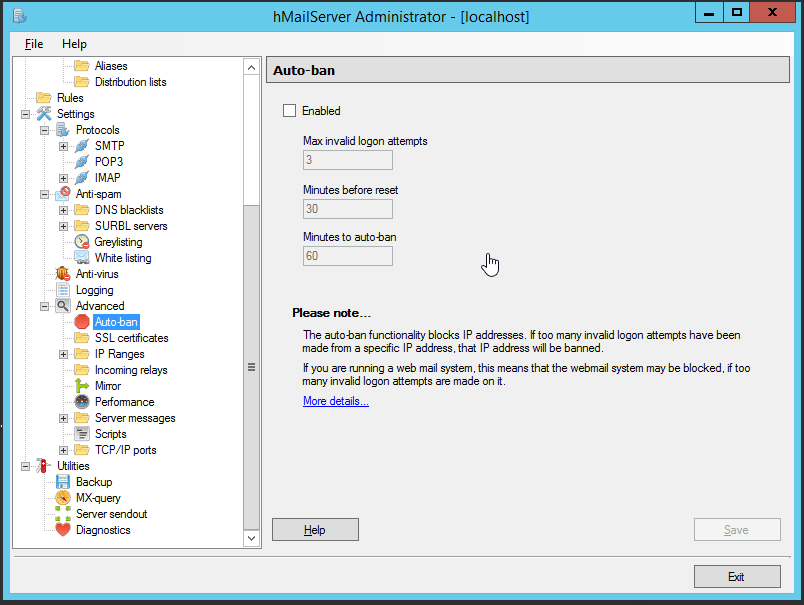 hMailServer Administrator - [localhost]
File Help
Aliases
Distribution lists
Rules
Settings
Protocols
SMTP
POP3
IMAP
Anti-spam
DNS blacklists
SURBL servers
Greylisting
White listing
Anti-virus
Logging
Advanced
Auto-ban
SSL certificates
IP Ranges
Incoming relays
Mirror
Performance
Server messages
Scripts
TCP/IP ports
Utilities
Backup
MX-query
Server sendout
Diagnostics
Auto-ban
Enabled
Max invalid logon attempts
3
Minutes before reset
30
Minutes to auto-ban
60
Please note...
The auto-ban functionality blocks IP addresses. If too many invalid logon attempts have been
made from a specific IP address, that IP address will be banned.
If you are running a web mail system, this means that the webmail system may be blocked, if too
many invalid logon attempts are made on it.
More details...
Help
Save
Exit